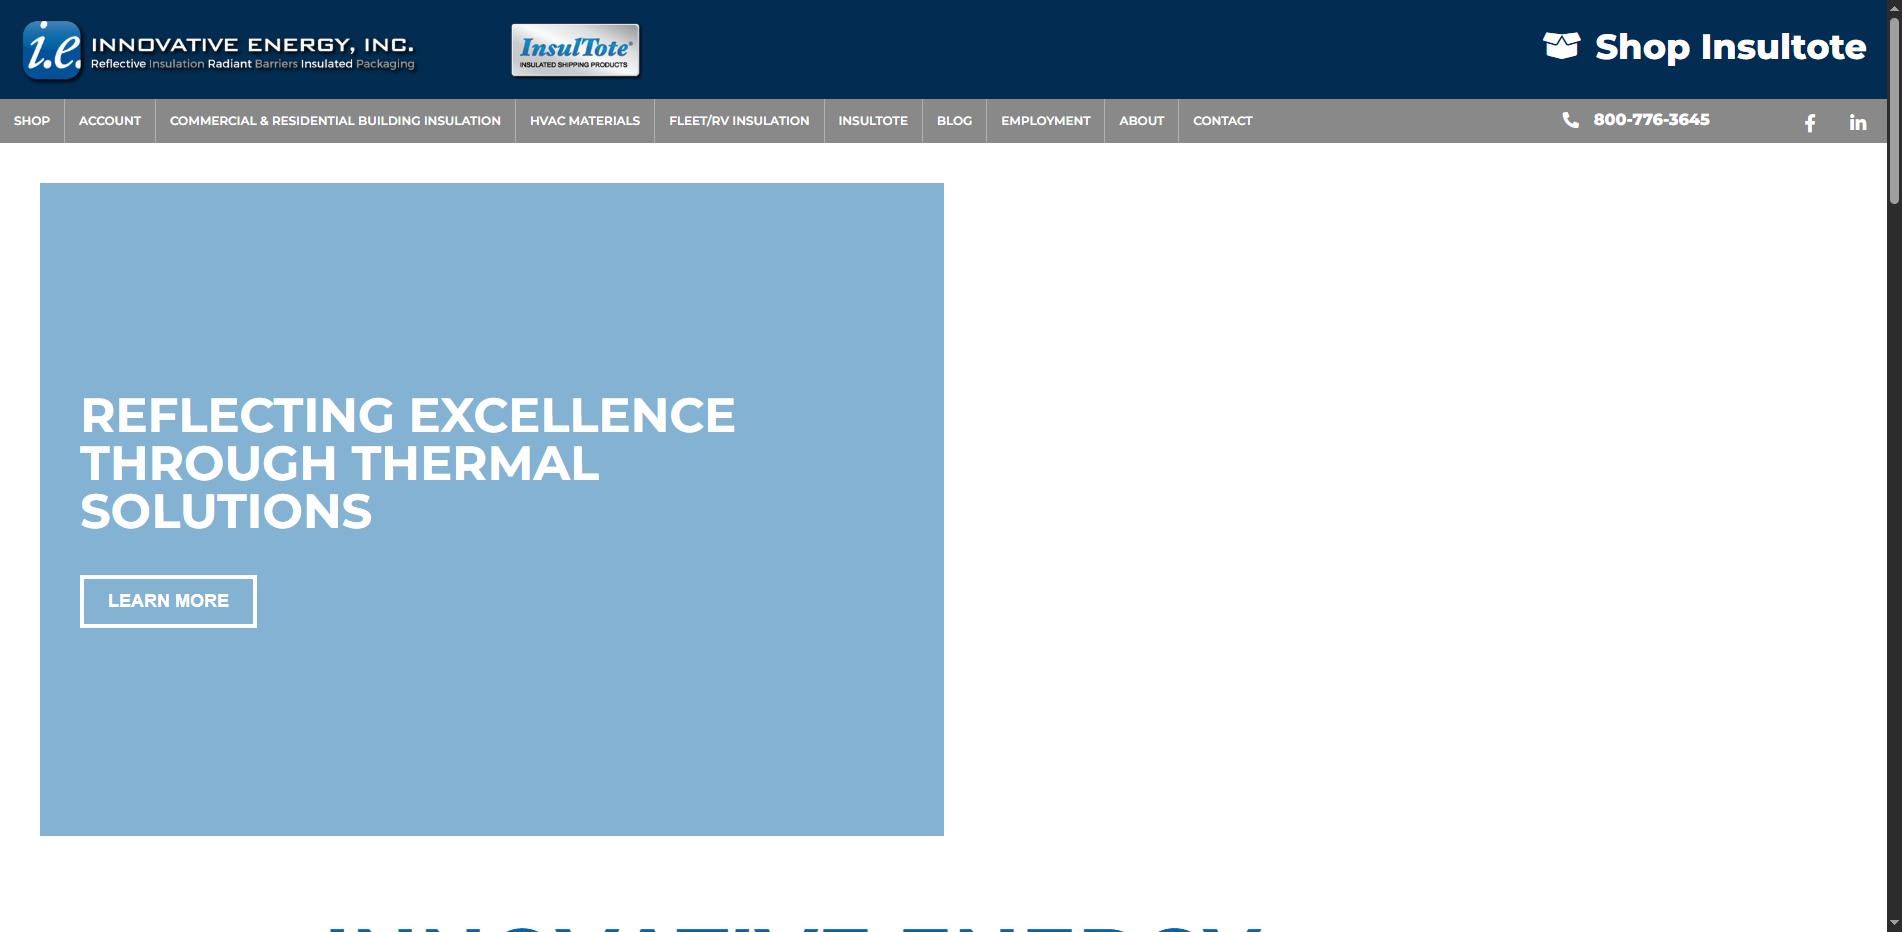 i.e. INNOVATIVE ENERGY, INC.
Reflective Insulation Radiant Barriers Insulated Packaging
InsulTote®
INSULATED SHIPPING PRODUCTS
Shop Insultote
SHOP
ACCOUNT
COMMERCIAL & RESIDENTIAL BUILDING INSULATION
HVAC MATERIALS
FLEET/RV INSULATION
INSULTOTE
BLOG
EMPLOYMENT
ABOUT
CONTACT
800-776-3645
REFLECTING EXCELLENCE
THROUGH THERMAL
SOLUTIONS
LEARN MORE
INNOVATIVE ENERGY